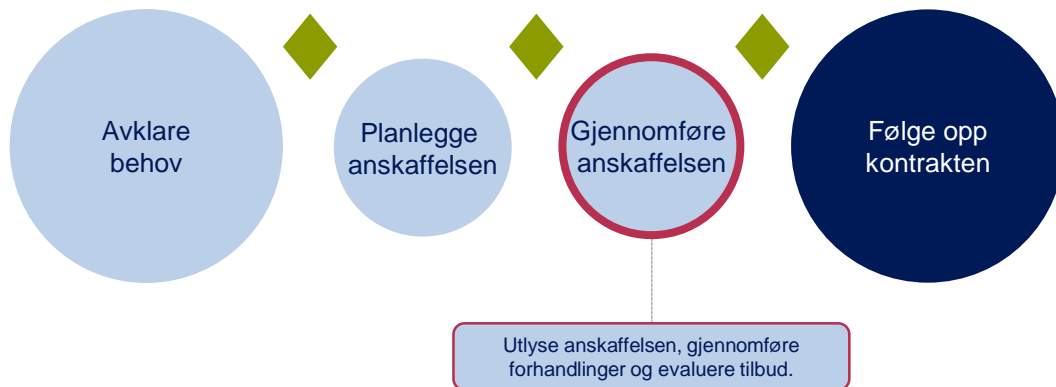 Avklare
behov
Planlegge
anskaffelsen
Gjennomføre
anskaffelsen
Følge opp
kontrakten
Utlyse anskaffelsen, gjennomføre
forhandlinger og evaluere tilbud.